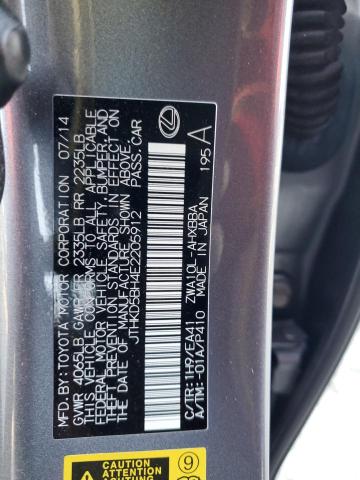 MFD.BY:TOYOTA MOTOR CORPORATION 07/14
GVWR 4065LB GAWR FR 2335LB RR 2235LB
THIS VEHICLE CONFORMS TO ALL APPLICABLE
FEDERAL MOTOR VEHICLE SAFETY, BUMPER, AND
THEFT PREVENTION STANDARDS IN EFFECT ON
THE DATE OF MANUFACTURE SHOWN ABOVE.
JTHKD5BH4E2205912 PASS.CAR
C/TR:1H9/EA41 ZWA10L-AHXBBA
A/TM:-01A/P410 MADE IN JAPAN 195A
CAUTION
ATTENTION
9